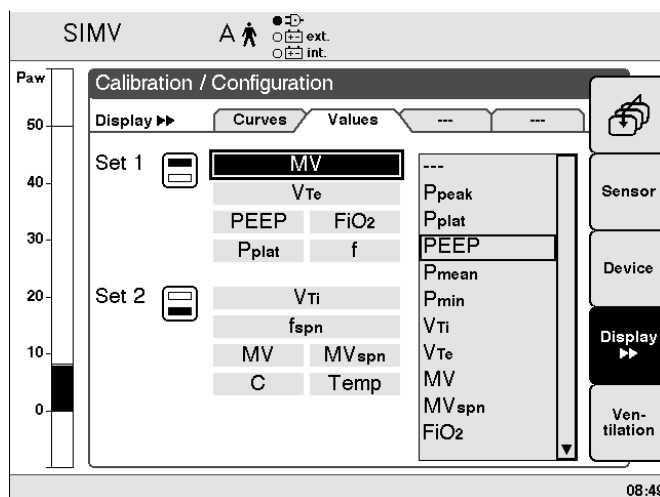 SIMV A ext.
int.
Paw
50
40
30
20
10
0
Calibration / Configuration
Display ▶▶ Curves Values --- ---
Set 1
MV
VTe
PEEP FiO2
Pplat f
Set 2
VTi
fspn
MV MVspn
C Temp
---
Ppeak
Pplat
PEEP
Pmean
Pmin
VTi
VTe
MV
MVspn
FiO2
Sensor
Device
Display
▶▶
Ven-
tilation
08:49